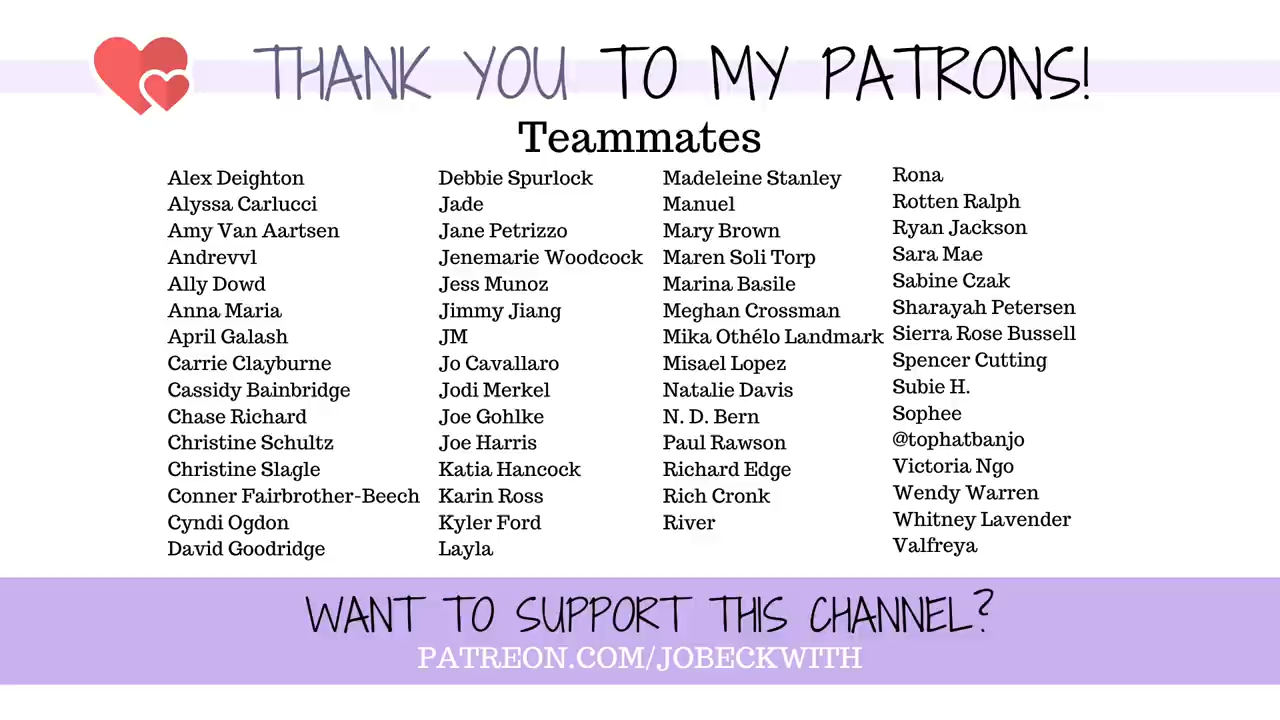 THANK YOU TO MY PATRONS!
Teammates
Alex Deighton
Alyssa Carlucci
Amy Van Aartsen
Andrevvl
Ally Dowd
Anna Maria
April Galash
Carrie Clayburne
Cassidy Bainbridge
Chase Richard
Christine Schultz
Christine Slagle
Conner Fairbrother-Beech
Cyndi Ogdon
David Goodridge
Debbie Spurlock
Jade
Jane Petrizzo
Jenemarie Woodcock
Jess Munoz
Jimmy Jiang
JM
Jo Cavallaro
Jodi Merkel
Joe Gohlke
Joe Harris
Katia Hancock
Karin Ross
Kyler Ford
Layla
Madeleine Stanley
Manuel
Mary Brown
Maren Soli Torp
Marina Basile
Meghan Crossman
Mika Othélo Landmark
Misael Lopez
Natalie Davis
N. D. Bern
Paul Rawson
Richard Edge
Rich Cronk
River
Rona
Rotten Ralph
Ryan Jackson
Sara Mae
Sabine Czak
Sharayah Petersen
Sierra Rose Bussell
Spencer Cutting
Subie H.
Sophee
@tophatbanjo
Victoria Ngo
Wendy Warren
Whitney Lavender
Valfreya
WANT TO SUPPORT THIS CHANNEL?
PATREON.COM/JOBECKWITH